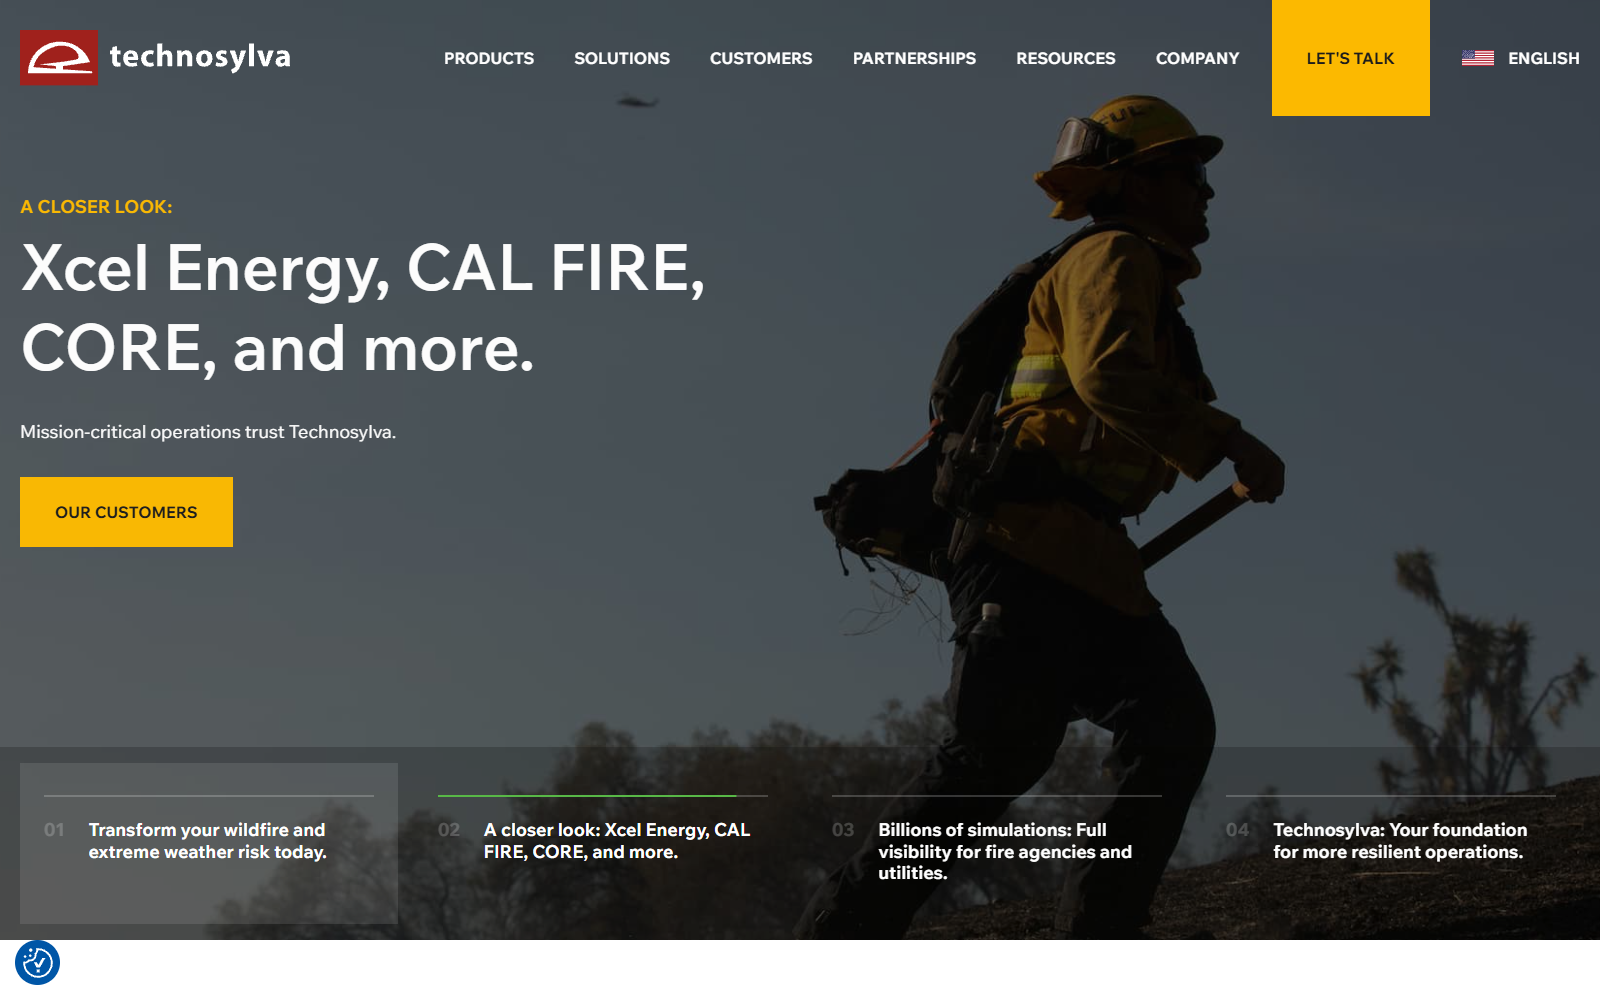 technosylva
PRODUCTS
SOLUTIONS
CUSTOMERS
PARTNERSHIPS
RESOURCES
COMPANY
LET'S TALK
ENGLISH
A CLOSER LOOK:
Xcel Energy, CAL FIRE,
CORE, and more.
Mission-critical operations trust Technosylva.
OUR CUSTOMERS
01
Transform your wildfire and
extreme weather risk today.
02
A closer look: Xcel Energy, CAL
FIRE, CORE, and more.
03
Billions of simulations: Full
visibility for fire agencies and
utilities.
04
Technosylva: Your foundation
for more resilient operations.